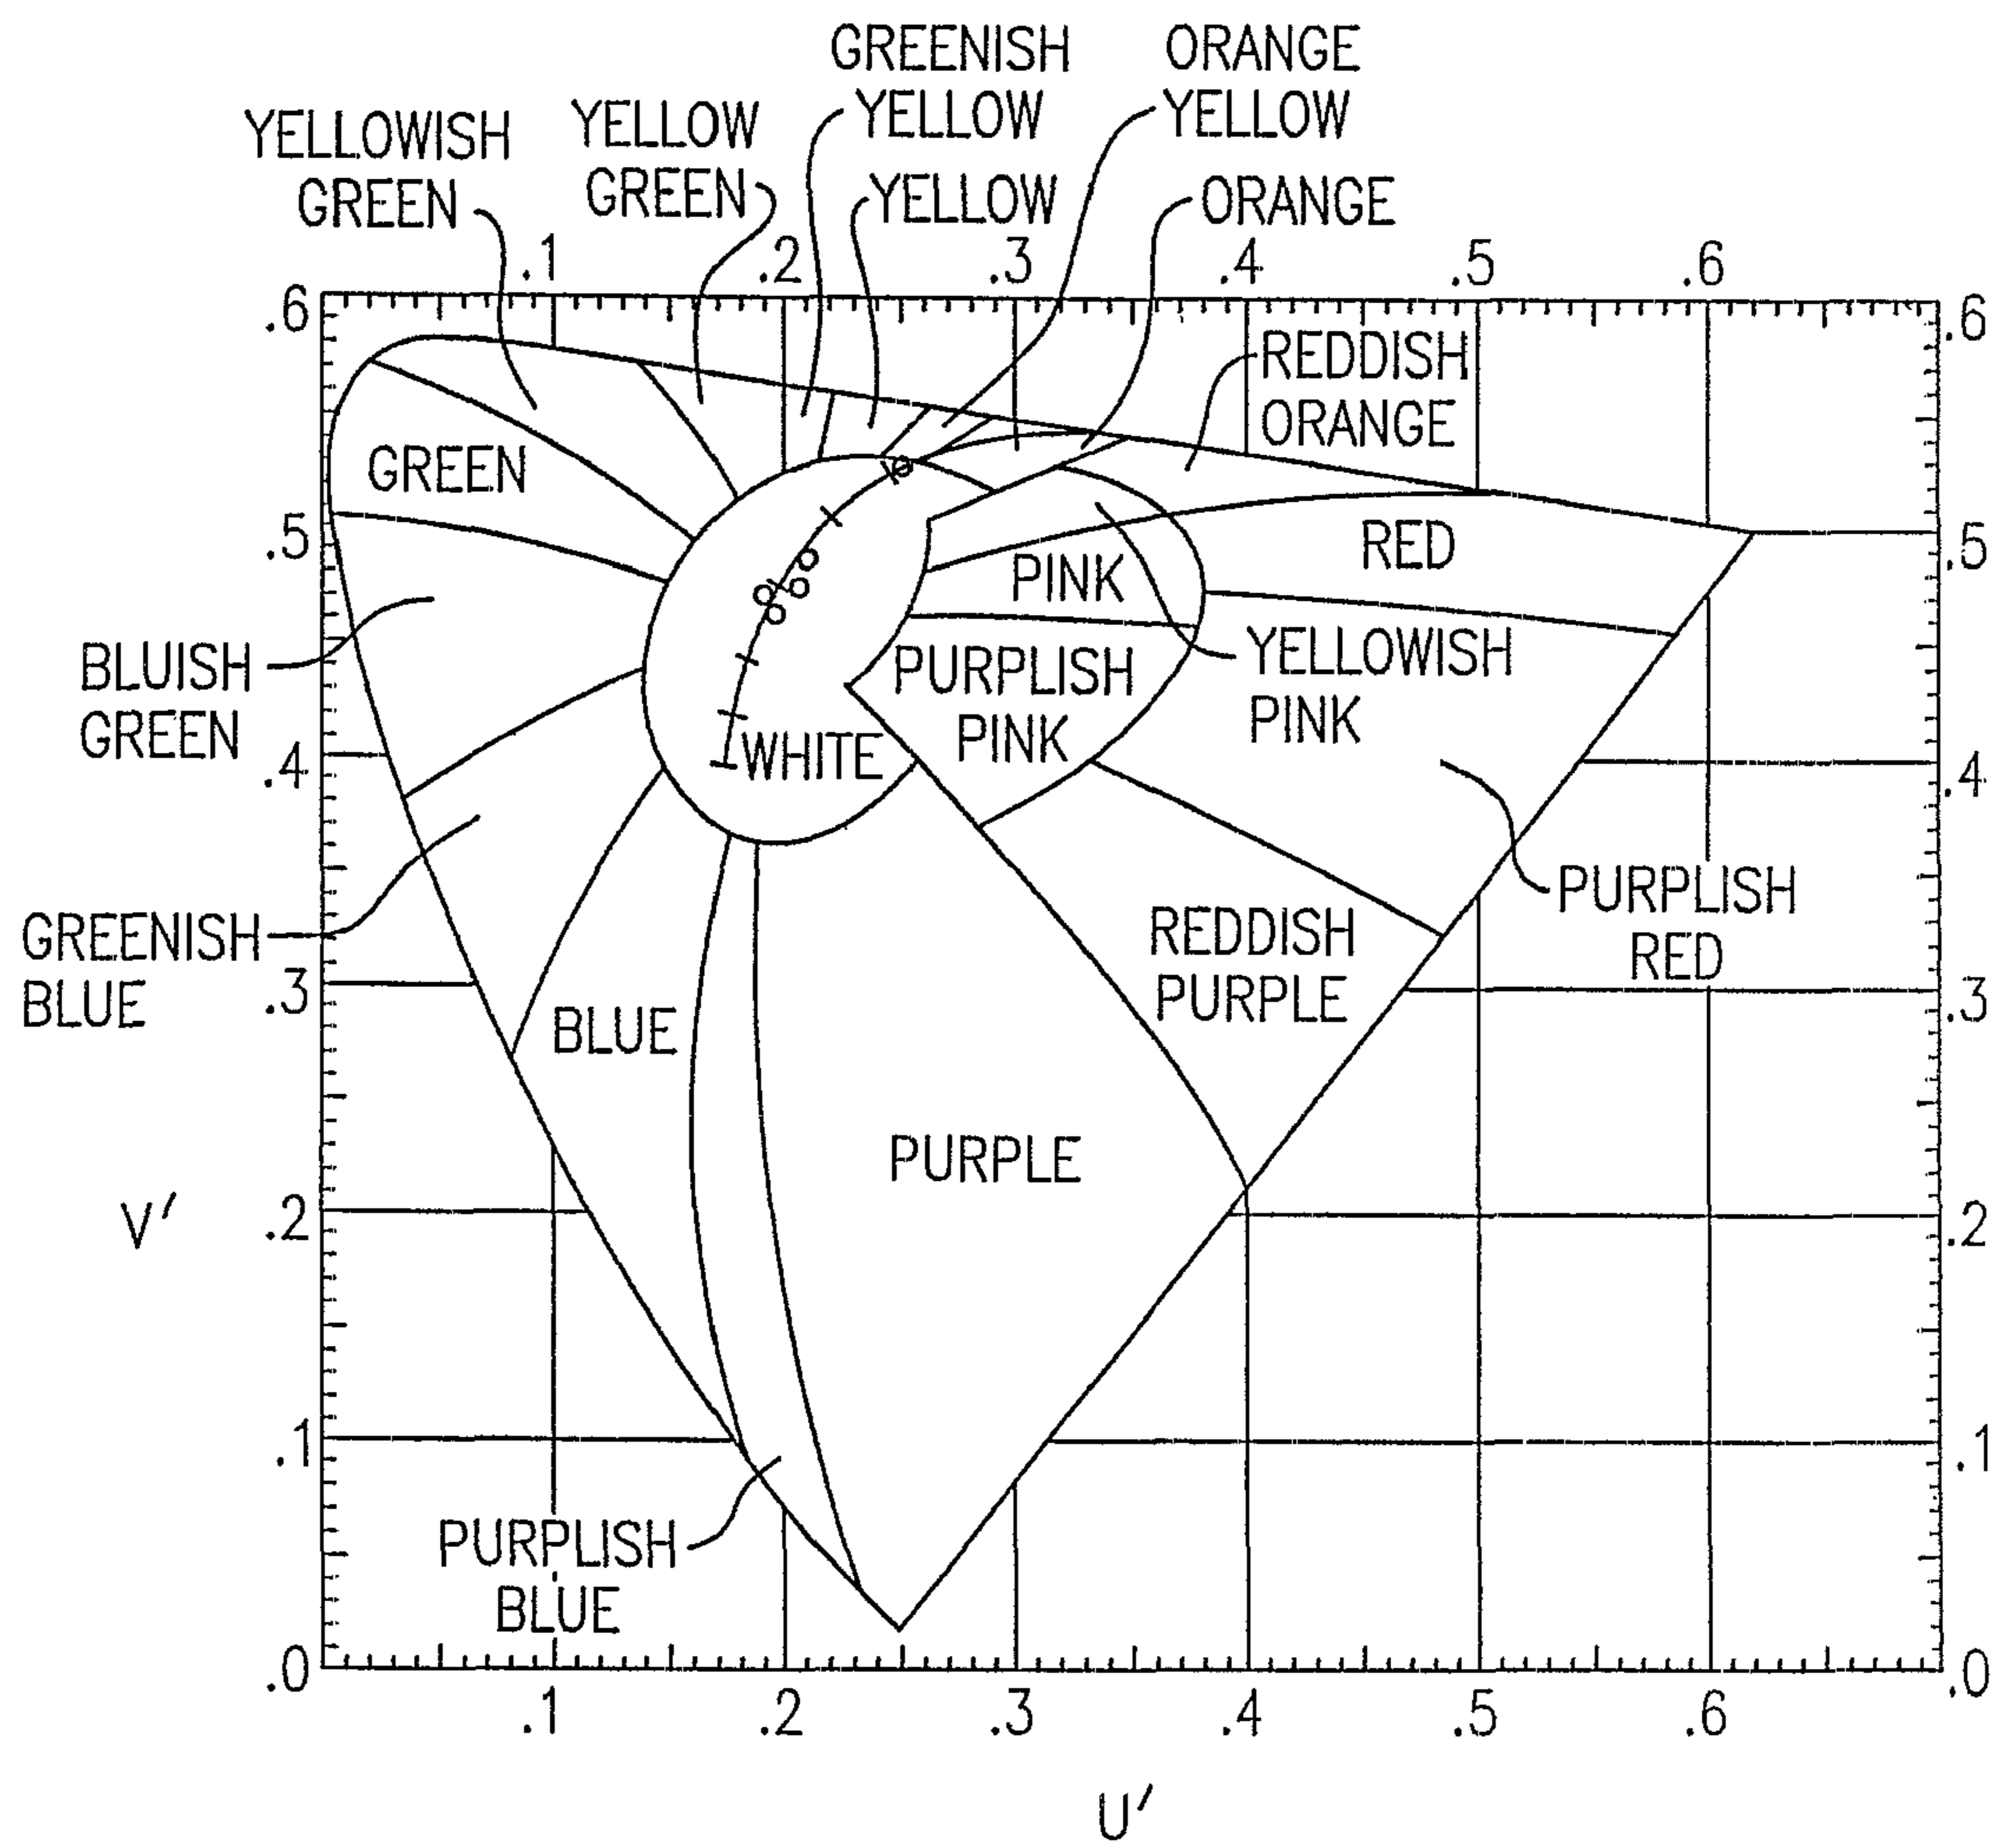 GREENISH
YELLOW
ORANGE
YELLOW
YELLOWISH
GREEN
YELLOW
GREEN
YELLOW
ORANGE
.1
.2
.3
.4
.5
.6
.6
.6
REDDISH
ORANGE
GREEN
.5
RED
.5
PINK
BLUISH
GREEN
PURPLISH
PINK
YELLOWISH
PINK
WHITE
.4
.4
PURPLISH
RED
GREENISH
BLUE
REDDISH
PURPLE
.3
.3
BLUE
PURPLE
V'
.2
.2
.1
.1
PURPLISH
BLUE
.0
.0
.1
.2
.3
.4
.5
.6
U'